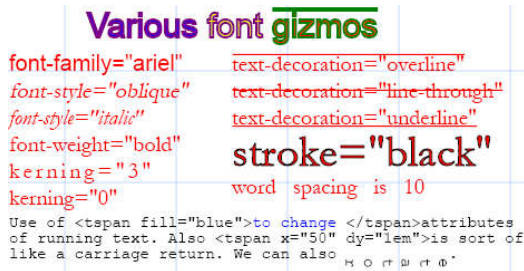 Various font gizmos
font-family="ariel"
font-style="oblique"
font-style="italic"
font-weight="bold"
kerning="3"
kerning="0"
text-decoration="overline"
text-decoration="line-through"
text-decoration="underline"
stroke="black"
word spacing is 10
Use of <tspan fill="blue">to change </tspan>attributes
of running text. Also <tspan x="50" dy="1em">is sort of
like a carriage return. We can also